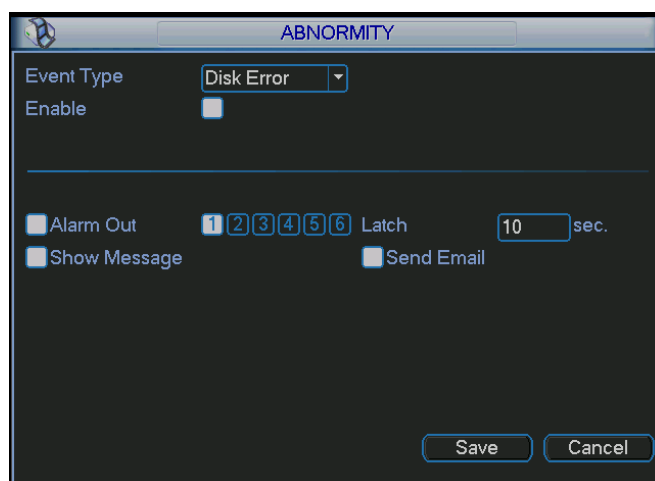 ABNORMITY
Event Type Disk Error
Enable
Alarm Out 1 2 3 4 5 6 Latch 10 sec.
Show Message Send Email
Save Cancel